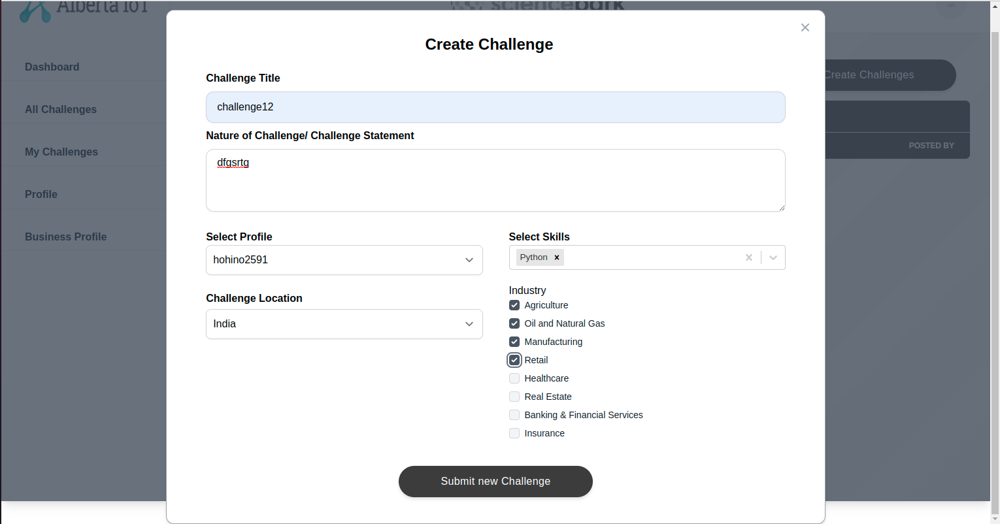 Alberta IoT
sciencepark
Create Challenge
Dashboard
All Challenges
My Challenges
Profile
Business Profile
Create Challenges
POSTED BY
Challenge Title
challenge12
Nature of Challenge/ Challenge Statement
dfgsrtg
Select Profile
hohino2591
Challenge Location
India
Select Skills
Python
Industry
Agriculture
Oil and Natural Gas
Manufacturing
Retail
Healthcare
Real Estate
Banking & Financial Services
Insurance
Submit new Challenge